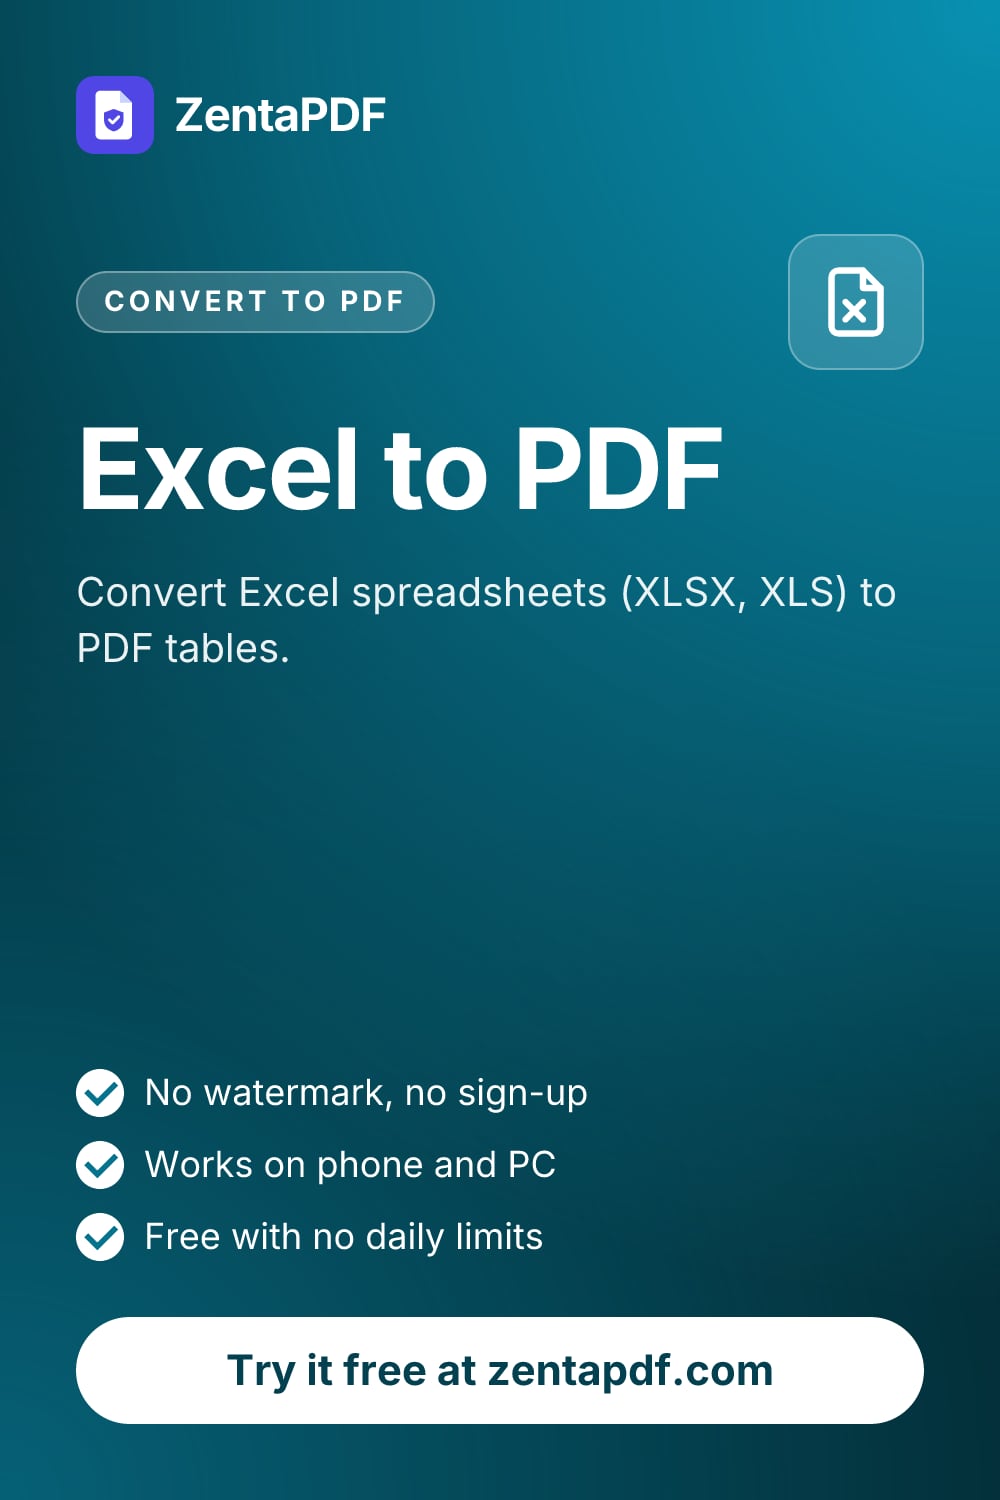 ZentaPDF
CONVERT TO PDF
Excel to PDF
Convert Excel spreadsheets (XLSX, XLS) to
PDF tables.
No watermark, no sign-up
Works on phone and PC
Free with no daily limits
Try it free at zentapdf.com